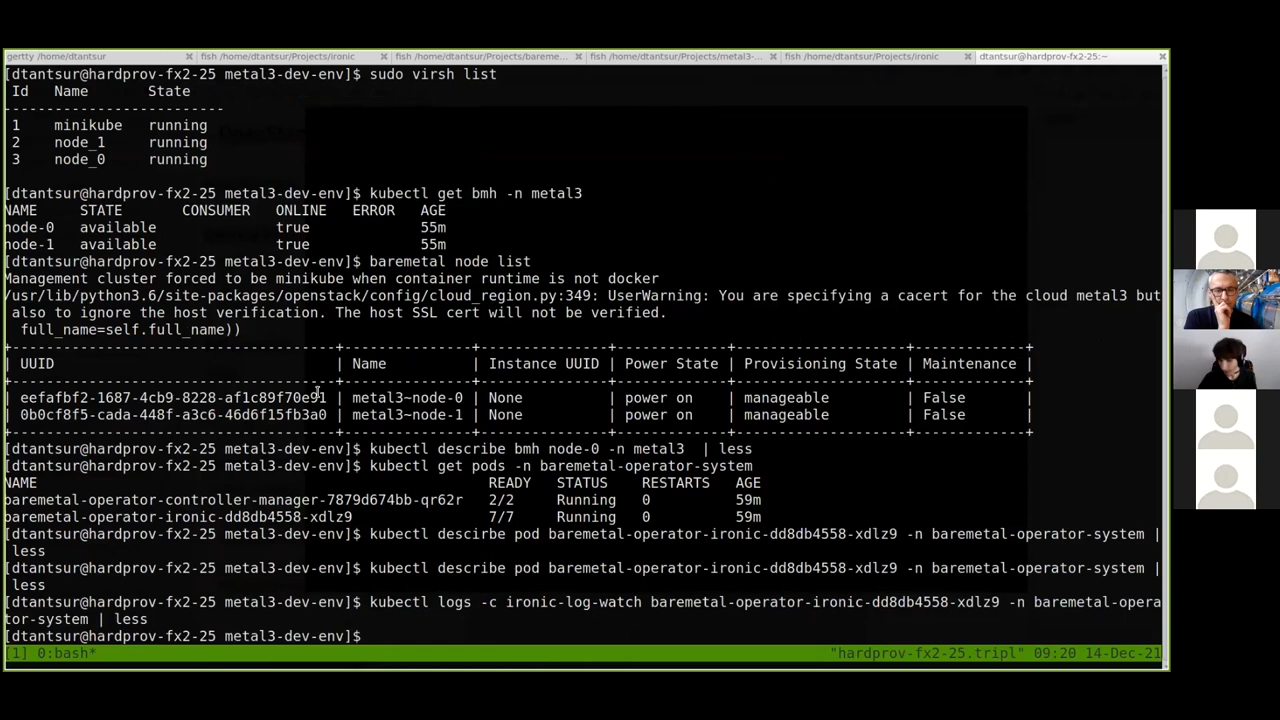 gertty /home/dtantsur
fish /home/dtantsur/Projects/ironic
fish /home/dtantsur/Projects/bareme...
fish /home/dtantsur/Projects/metal3-...
fish /home/dtantsur/Projects/ironic
dtantsur@hardprov-fx2-25:~
[dtantsur@hardprov-fx2-25 metal3-dev-env]$ sudo virsh list
Id   Name       State
--------------------------
1    minikube   running
2    node_1     running
3    node_0     running
[dtantsur@hardprov-fx2-25 metal3-dev-env]$ kubectl get bmh -n metal3
NAME     STATE       CONSUMER   ONLINE   ERROR   AGE
node-0   available              true             55m
node-1   available              true             55m
[dtantsur@hardprov-fx2-25 metal3-dev-env]$ baremetal node list
Management cluster forced to be minikube when container runtime is not docker
/usr/lib/python3.6/site-packages/openstack/config/cloud_region.py:349: UserWarning: You are specifying a cacert for the cloud metal3 but
also to ignore the host verification. The host SSL cert will not be verified.
full_name=self.full_name))
+--------------------------------------+---------------+---------------+-------------+--------------------+-------------+
| UUID                                 | Name          | Instance UUID | Power State | Provisioning State | Maintenance |
+--------------------------------------+---------------+---------------+-------------+--------------------+-------------+
| eefafbf2-1687-4cb9-8228-af1c89f70e91 | metal3~node-0 | None          | power on    | manageable         | False       |
| 0b0cf8f5-cada-448f-a3c6-46d6f15fb3a0 | metal3~node-1 | None          | power on    | manageable         | False       |
+--------------------------------------+---------------+---------------+-------------+--------------------+-------------+
[dtantsur@hardprov-fx2-25 metal3-dev-env]$ kubectl describe bmh node-0 -n metal3  | less
[dtantsur@hardprov-fx2-25 metal3-dev-env]$ kubectl get pods -n baremetal-operator-system
NAME                                                     READY   STATUS    RESTARTS   AGE
baremetal-operator-controller-manager-7879d674bb-qr62r   2/2     Running   0          59m
baremetal-operator-ironic-dd8db4558-xdlz9                7/7     Running   0          59m
[dtantsur@hardprov-fx2-25 metal3-dev-env]$ kubectl descirbe pod baremetal-operator-ironic-dd8db4558-xdlz9 -n baremetal-operator-system |
less
[dtantsur@hardprov-fx2-25 metal3-dev-env]$ kubectl describe pod baremetal-operator-ironic-dd8db4558-xdlz9 -n baremetal-operator-system |
less
[dtantsur@hardprov-fx2-25 metal3-dev-env]$ kubectl logs -c ironic-log-watch baremetal-operator-ironic-dd8db4558-xdlz9 -n baremetal-opera
tor-system | less
[dtantsur@hardprov-fx2-25 metal3-dev-env]$
[1] 0:bash*                    "hardprov-fx2-25.tripl" 09:20 14-Dec-21